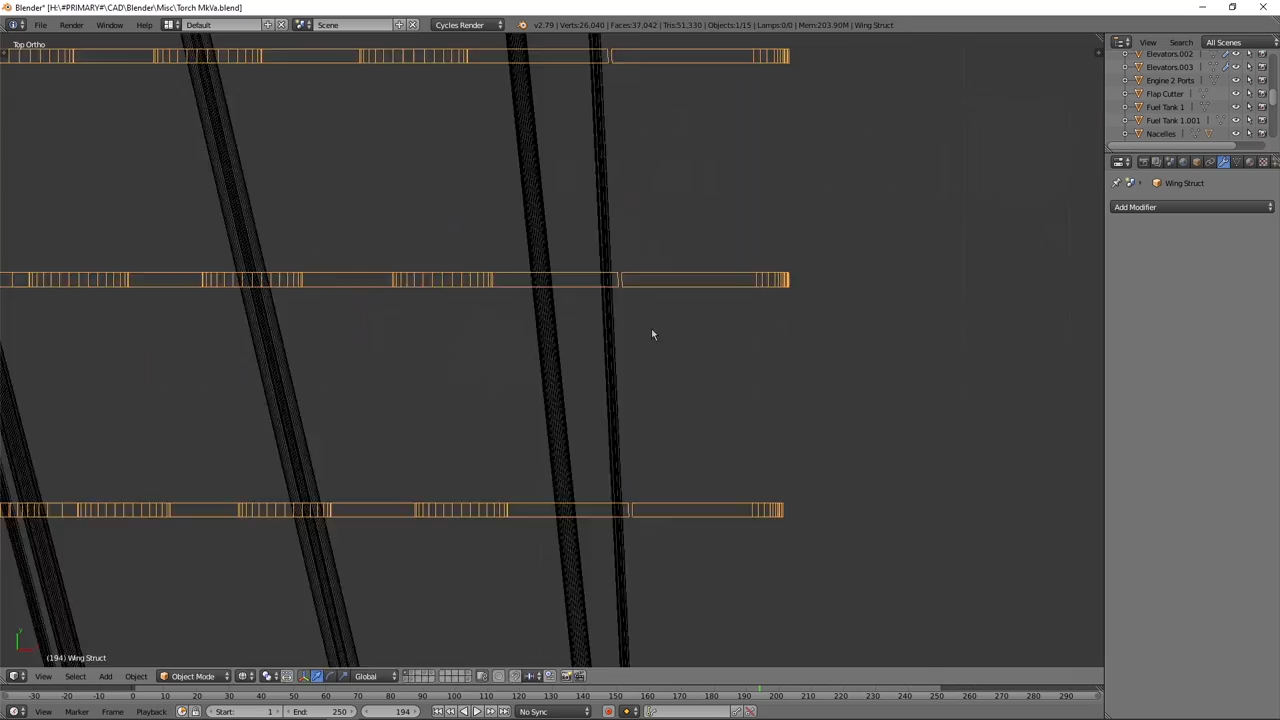 Blender* [H:\#PRIMARY#\CAD\Blender\Misc\Torch MkVa.blend]
File Render Window Help Default Scene Cycles Render v2.79 | Verts:26,040 | Faces:37,042 | Tris:51,330 | Objects:1/15 | Lamps:0/0 | Mem:203.90M | Wing Struct
Top Ortho
View Search All Scenes
Elevators.002
Elevators.003
Engine 2 Ports
Flap Cutter
Fuel Tank 1
Fuel Tank 1.001
Nacelles
Wing Struct
Add Modifier
y
(194) Wing Struct
View Select Add Object Object Mode Global
-30 -20 -10 0 10 20 30 40 50 60 70 80 90 100 110 120 130 140 150 160 170 180 190 200 210 220 230 240 250 260 270 280 290
View Marker Frame Playback Start: 1 End: 250 194 No Sync